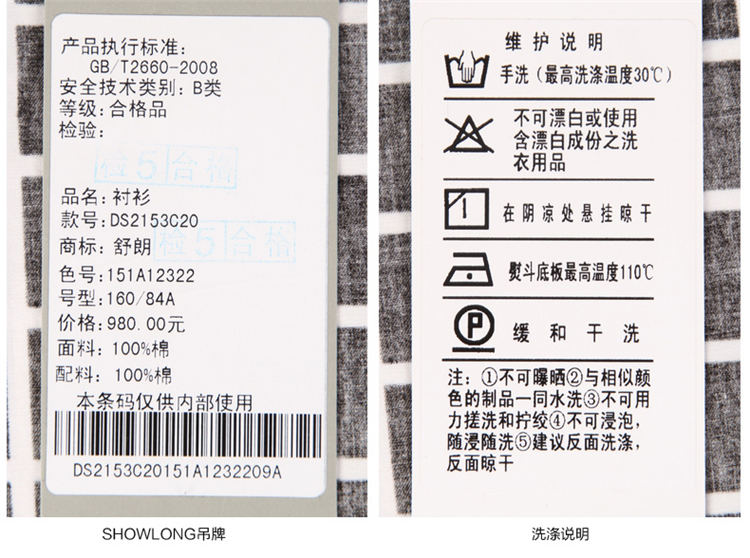 产品执行标准：
GB/T2660-2008
安全技术类别：B类
等级：合格品
检验：
检5合格
品名：衬衫
款号：DS2153C20
检5合格
商标：舒朗
色号：151A12322
号型：160/84A
价格：980.00元
面料：100%棉
配料：100%棉
本条码仅供内部使用
DS2153C20151A1232209A
SHOWLONG吊牌
维护说明
手洗（最高洗涤温度30℃）
不可漂白或使用
含漂白成份之洗
衣用品
在阴凉处悬挂晾干
熨斗底板最高温度110℃
P
缓和干洗
注：①不可曝晒②与相似颜
色的制品一同水洗③不可用
力搓洗和拧绞④不可浸泡，
随浸随洗⑤建议反面洗涤，
反面晾干
洗涤说明